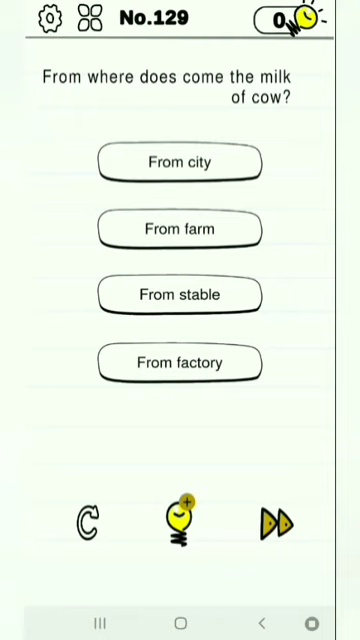 No.129
0
From where does come the milk
of cow?
From city
From farm
From stable
From factory